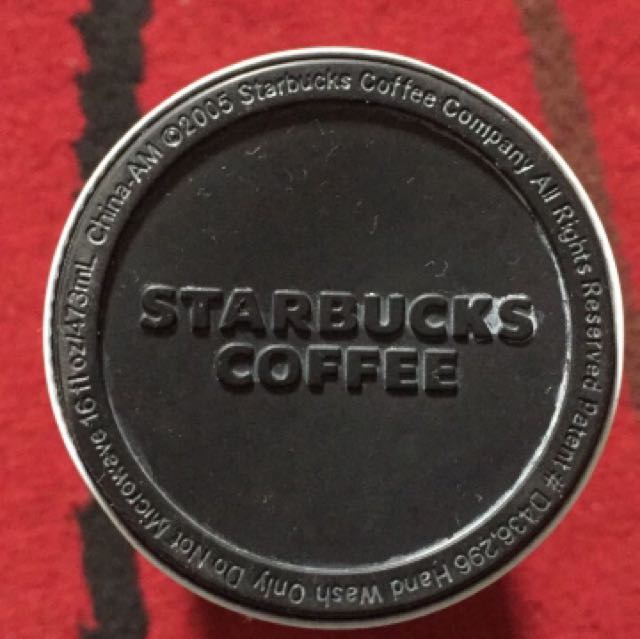 STARBUCKS
COFFEE
©2005 Starbucks Coffee Company All Rights Reserved Patent # D436,296 Hand Wash Only Do Not Microwave 16 fl oz/473mL China-AM